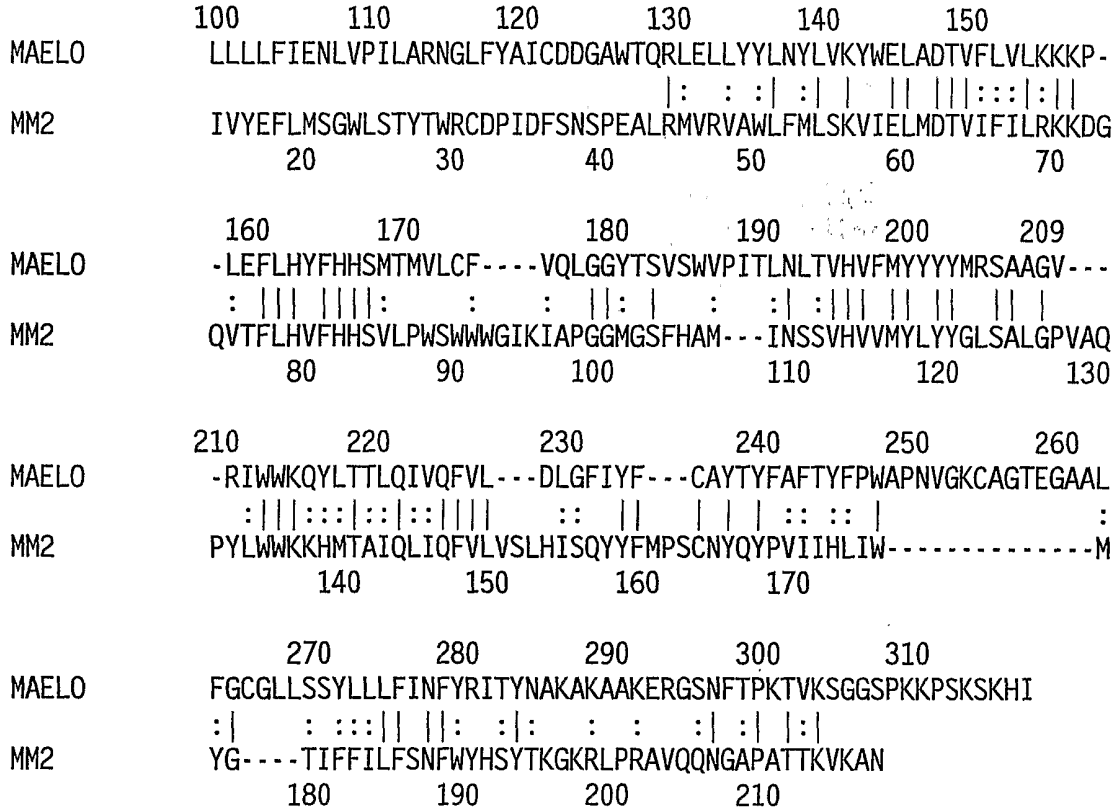 100 110 120 130 140 150
MAELO LLLLFIENLVPILARNGLFYAICDDGAWTQRLELLYYLNYLVKYWELADTVFLVLKKKP-
|: : :| :| | || |||:::|:||
MM2 IVYEFLMSGWLSTYTWRCDPIDFSNSPEALRMVRVAWLFMLSKVIELMDTVIFILRKKDG
20 30 40 50 60 70
160 170 180 190 200 209
MAELO -LEFLHYFHHSMTMVLCF----VQLGGYTSVSWVPITLNLTVHVFMYYYYMRSAAGV---
: ||| ||||: : : ||: | : :| :||| || || || |
MM2 QVTFLHVFHHSVLPWSWWWGIKIAPGGMGSFHAM---INSSVHVVMYLYYGLSALGPVAQ
80 90 100 110 120 130
210 220 230 240 250 260
MAELO -RIWWKQYLTTLQIVQFVL---DLGFIYF---CAYTYFAFTYFPWAPNVGKCAGTEGAAL
:|||:::|::|::|||| :: || | | | :: :: | :
MM2 PYLWWKKHMTAIQLIQFVLVSLHISQYYFMPSCNYQYPVIIHLIW--------------M
140 150 160 170
270 280 290 300 310
MAELO FGCGLLSSYLLLFINFYRITYNAKAKAAKERGSNFTPKTVKSGGSPKKPSKSKHI
:| : :::|| ||: :|: : : :| :| |:|
MM2 YG----TIFFILFSNFWYHSYTKGKRLPRAVQQNGAPATTKVKAN
180 190 200 210